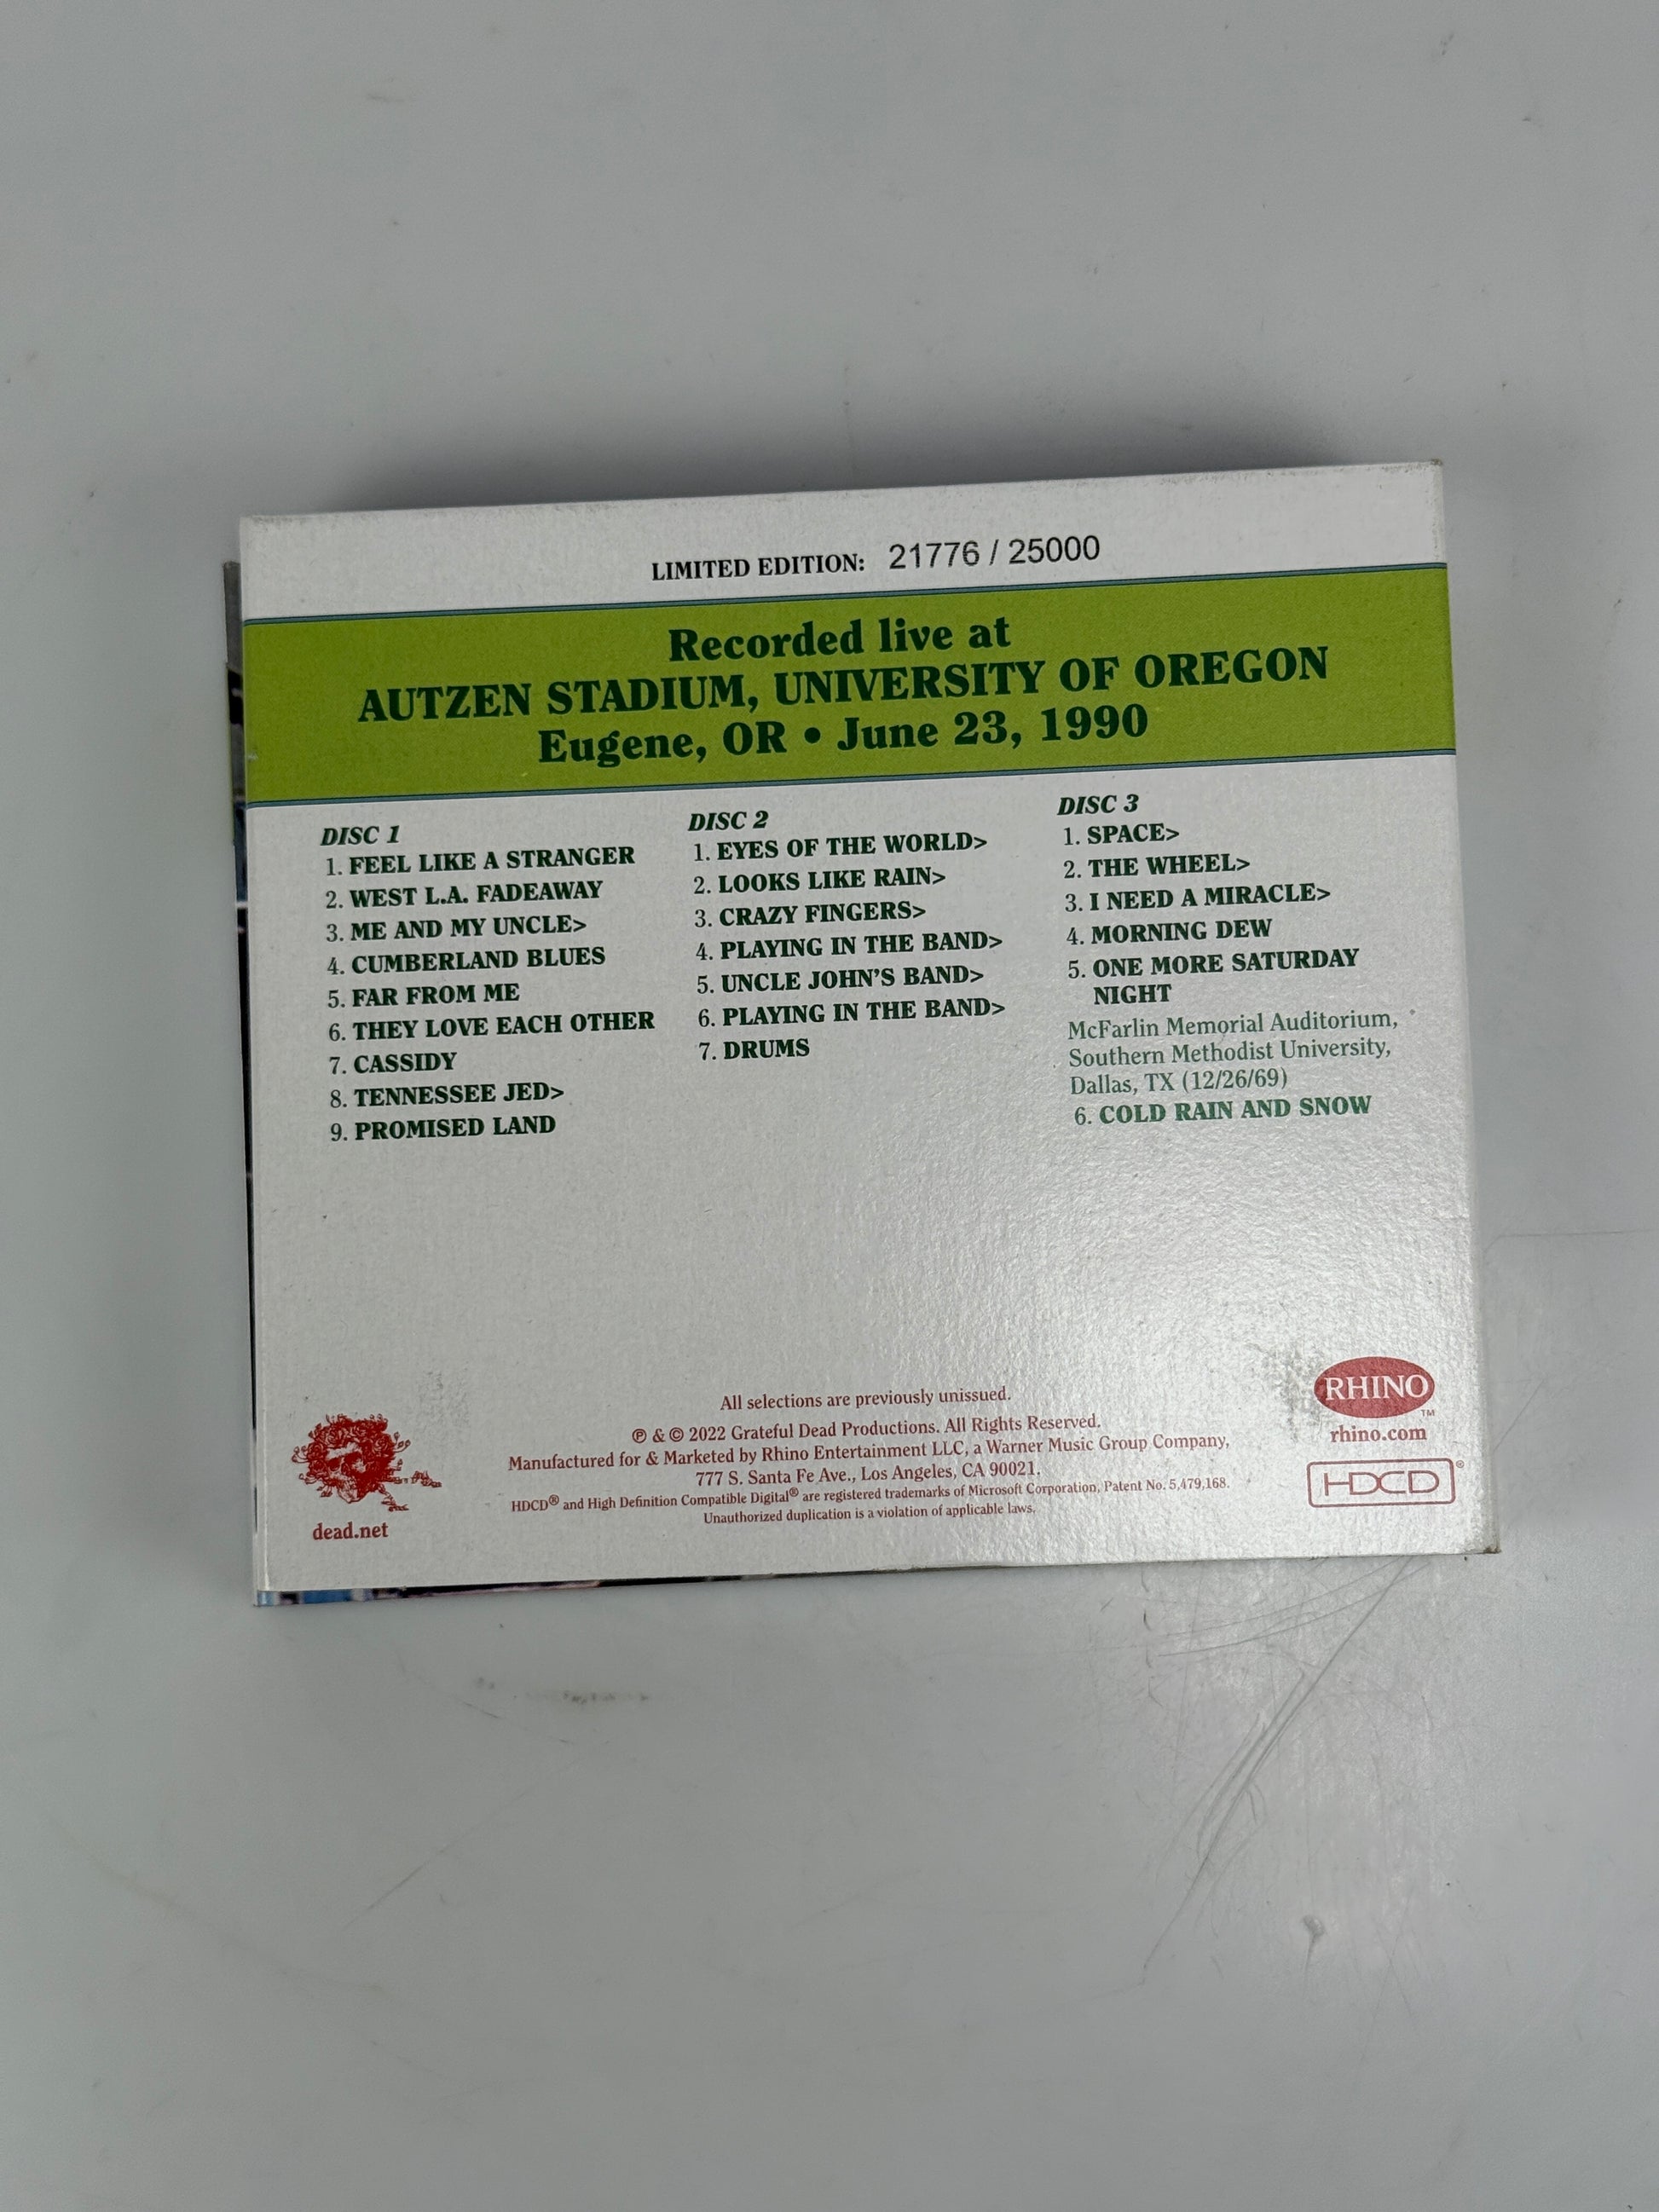 LIMITED EDITION: 21776 / 25000
Recorded live at
AUTZEN STADIUM, UNIVERSITY OF OREGON
Eugene, OR • June 23, 1990
DISC 1
1. FEEL LIKE A STRANGER
2. WEST L.A. FADEAWAY
3. ME AND MY UNCLE>
4. CUMBERLAND BLUES
5. FAR FROM ME
6. THEY LOVE EACH OTHER
7. CASSIDY
8. TENNESSEE JED>
9. PROMISED LAND
DISC 2
1. EYES OF THE WORLD>
2. LOOKS LIKE RAIN>
3. CRAZY FINGERS>
4. PLAYING IN THE BAND>
5. UNCLE JOHN'S BAND>
6. PLAYING IN THE BAND>
7. DRUMS
DISC 3
1. SPACE>
2. THE WHEEL>
3. I NEED A MIRACLE>
4. MORNING DEW
5. ONE MORE SATURDAY
NIGHT
McFarlin Memorial Auditorium,
Southern Methodist University,
Dallas, TX (12/26/69)
6. COLD RAIN AND SNOW
All selections are previously unissued.
℗ & © 2022 Grateful Dead Productions. All Rights Reserved.
Manufactured for & Marketed by Rhino Entertainment LLC, a Warner Music Group Company,
777 S. Santa Fe Ave., Los Angeles, CA 90021.
HDCD® and High Definition Compatible Digital® are registered trademarks of Microsoft Corporation, Patent No. 5,479,168.
Unauthorized duplication is a violation of applicable laws.
dead.net
RHINO™
rhino.com
HDCD®